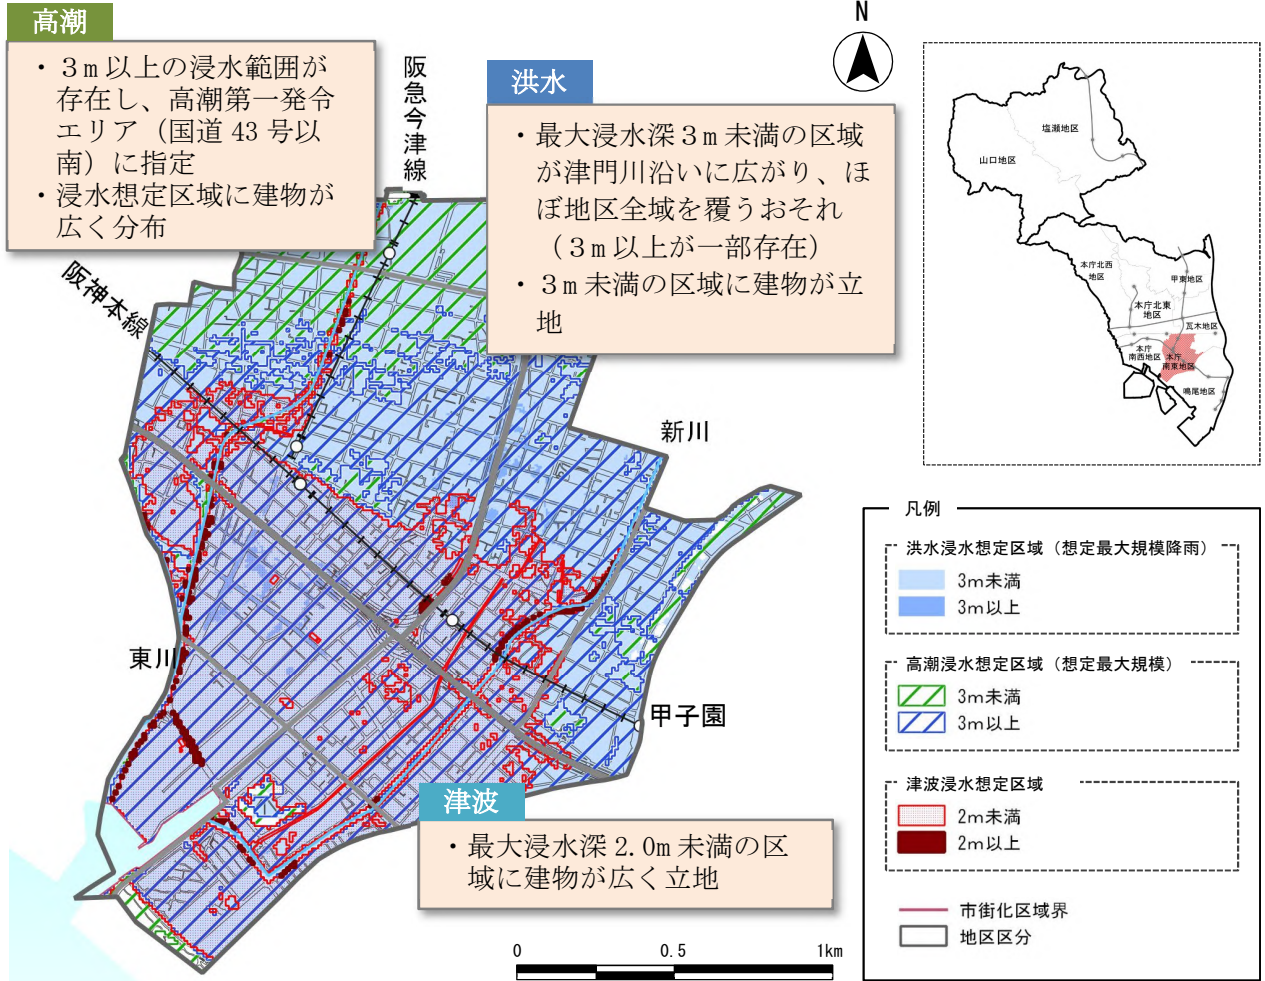 高潮
・３ｍ以上の浸水範囲が
存在し、高潮第一発令
エリア（国道 43 号以
南）に指定
・浸水想定区域に建物が
広く分布
阪急今津線
洪水
・最大浸水深３ｍ未満の区域
が津門川沿いに広がり、ほ
ぼ地区全域を覆うおそれ
（３ｍ以上が一部存在）
・３ｍ未満の区域に建物が立
地
N
塩瀬地区
山口地区
本庁北西
地区
甲東地区
本庁北東
地区
瓦木地区
本庁
南西地区
本庁
南東地区
鳴尾地区
阪神本線
新川
東川
甲子園
津波
・最大浸水深 2.0m 未満の区
域に建物が広く立地
凡例
洪水浸水想定区域（想定最大規模降雨）
3ｍ未満
3ｍ以上
高潮浸水想定区域（想定最大規模）
3ｍ未満
3ｍ以上
津波浸水想定区域
2ｍ未満
2ｍ以上
市街化区域界
地区区分
0 0.5 1km